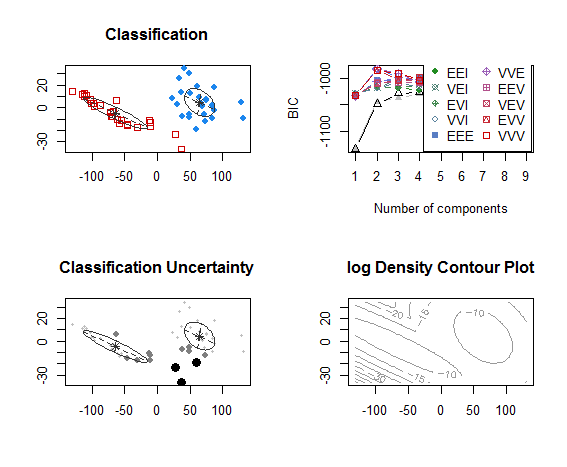 Classification
20
0
-30
-100 -50 0 50 100
BIC
-1000
-1100
EEI VVE
VEI EEV
EVI VEV
VVI EVV
EEE VVV
1 2 3 4 5 6 7 8 9
Number of components
Classification Uncertainty
20
0
-30
-100 -50 0 50 100
log Density Contour Plot
20
0
-30
-20 -25 -15
-10
-15 -10
-100 -50 0 50 100